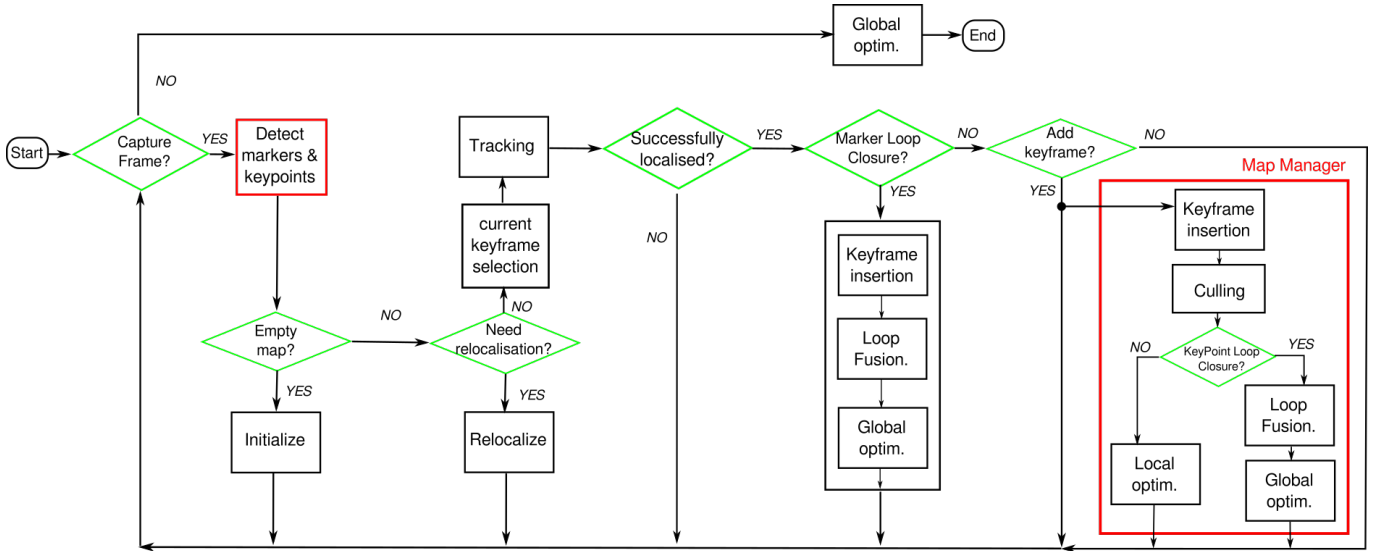 Global
optim.
End
NO
Start
Capture
Frame?
YES
Detect
markers &
keypoints
Tracking
Successfully
localised?
YES
Marker Loop
Closure?
NO
Add
keyframe?
NO
Map Manager
YES
YES
current
keyframe
selection
NO
Keyframe
insertion
Loop
Fusion.
Global
optim.
Keyframe
insertion
Culling
KeyPoint Loop
Closure?
NO
YES
Local
optim.
Loop
Fusion.
Global
optim.
Empty
map?
NO
Need
relocalisation?
NO
YES
YES
Initialize
Relocalize